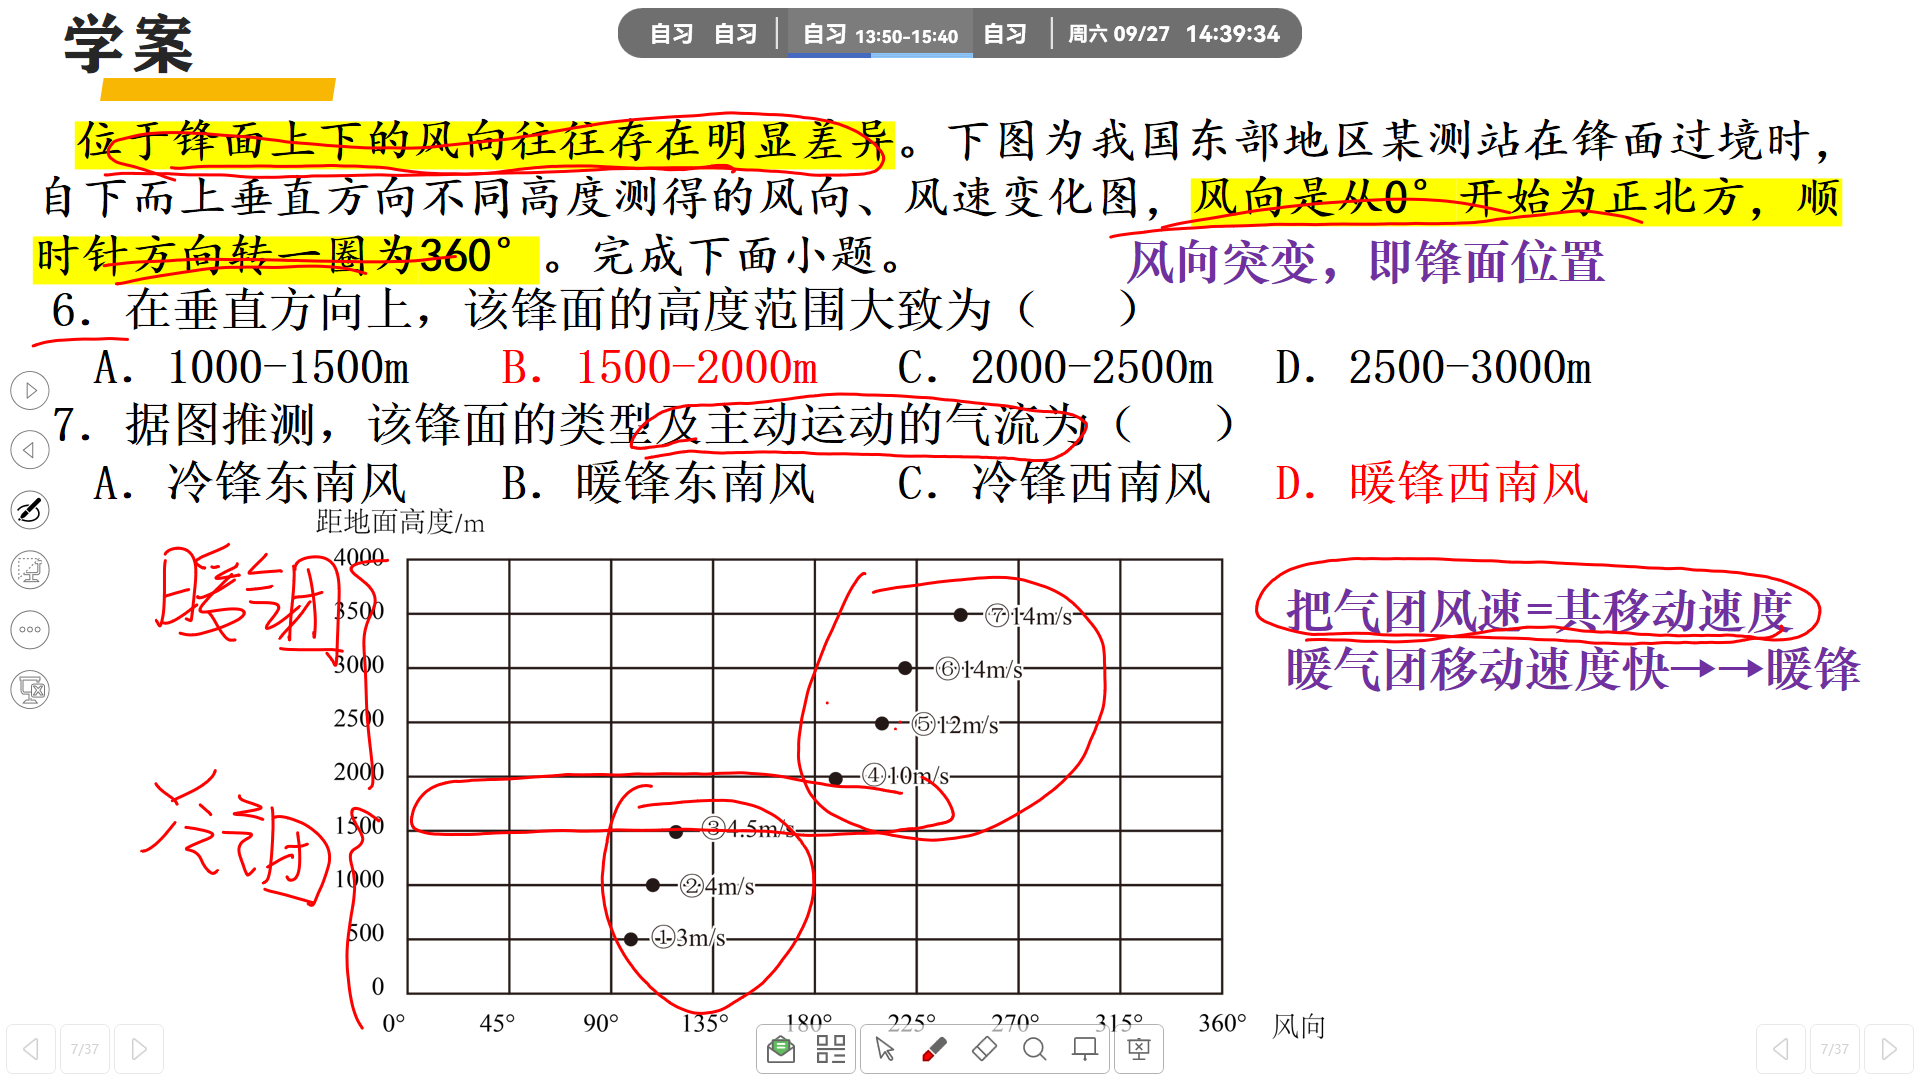 学案
自习 自习 自习 13:50-15:40 自习 周六 09/27 14:39:34
位于锋面上下的风向往往存在明显差异。下图为我国东部地区某测站在锋面过境时，
自下而上垂直方向不同高度测得的风向、风速变化图，风向是从0°开始为正北方，顺
时针方向转一圈为360°。完成下面小题。
风向突变，即锋面位置
6. 在垂直方向上，该锋面的高度范围大致为（ ）
A. 1000-1500m B. 1500-2000m C. 2000-2500m D. 2500-3000m
7. 据图推测，该锋面的类型及主动运动的气流为（ ）
A. 冷锋东南风 B. 暖锋东南风 C. 冷锋西南风 D. 暖锋西南风
距地面高度/m
4000
3500
3000
2500
2000
1500
1000
500
0
⑦14m/s
⑥14m/s
⑤12m/s
④10m/s
③4.5m/s
②4m/s
①3m/s
0° 45° 90° 135° 180° 225° 270° 315° 360° 风向
暖气团
冷气团
把气团风速=其移动速度
暖气团移动速度快→→暖锋
7/37
7/37